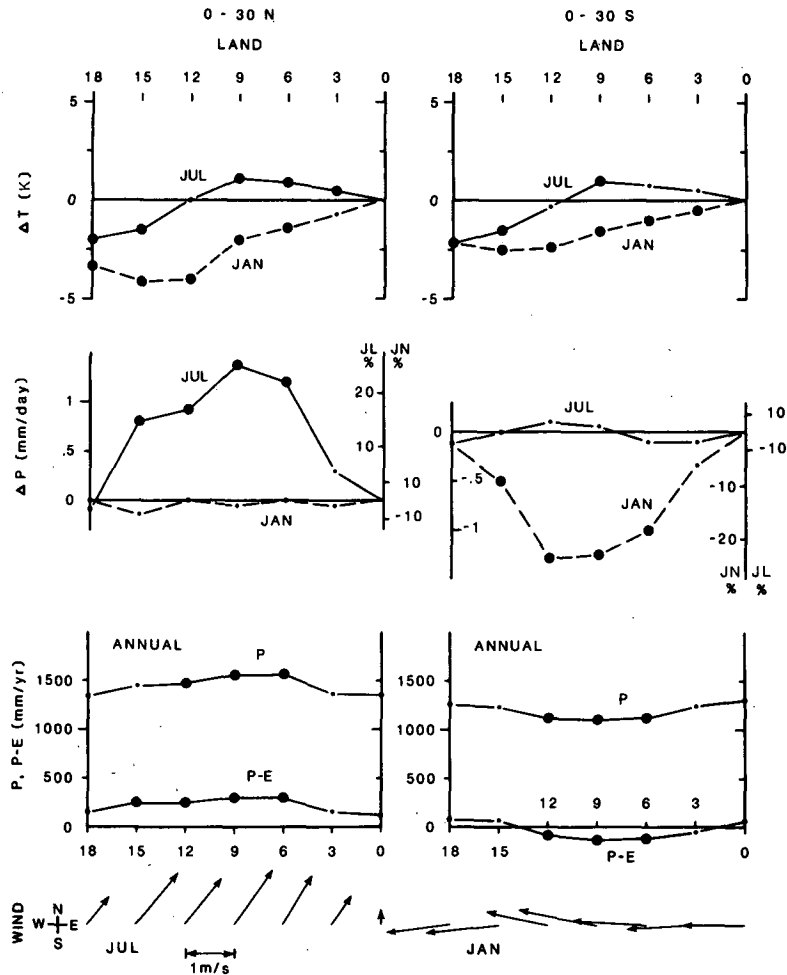 0 - 30 N
LAND
18 15 12 9 6 3 0
5
0
-5
ΔT (K)
JUL
JAN
0 - 30 S
LAND
18 15 12 9 6 3 0
5
0
-5
JUL
JAN
ΔP (mm/day)
1
.5
0
JUL
JAN
JL JN
% %
20
10
10
-10
0
-.5
-1
JUL
JAN
10
-10
-10
-20
JN JL
% %
P, P-E (mm/yr)
ANNUAL
1500
1000
500
0
P
P-E
18 15 12 9 6 3 0
ANNUAL
1500
1000
500
0
P
12 9 6 3
P-E
18 15 12 9 6 3 0
WIND
N
W E
S
JUL
1m/s
JAN